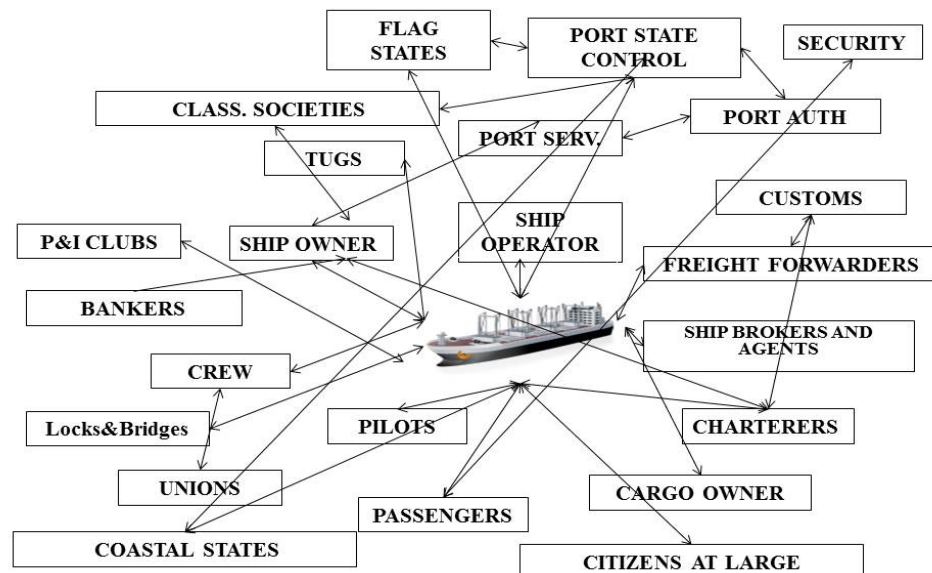 FLAG
STATES
PORT STATE
CONTROL
SECURITY
CLASS. SOCIETIES
PORT SERV.
PORT AUTH
TUGS
CUSTOMS
P&I CLUBS
SHIP OWNER
SHIP
OPERATOR
FREIGHT FORWARDERS
BANKERS
SHIP BROKERS AND
AGENTS
CREW
Locks&Bridges
PILOTS
CHARTERERS
UNIONS
CARGO OWNER
PASSENGERS
COASTAL STATES
CITIZENS AT LARGE